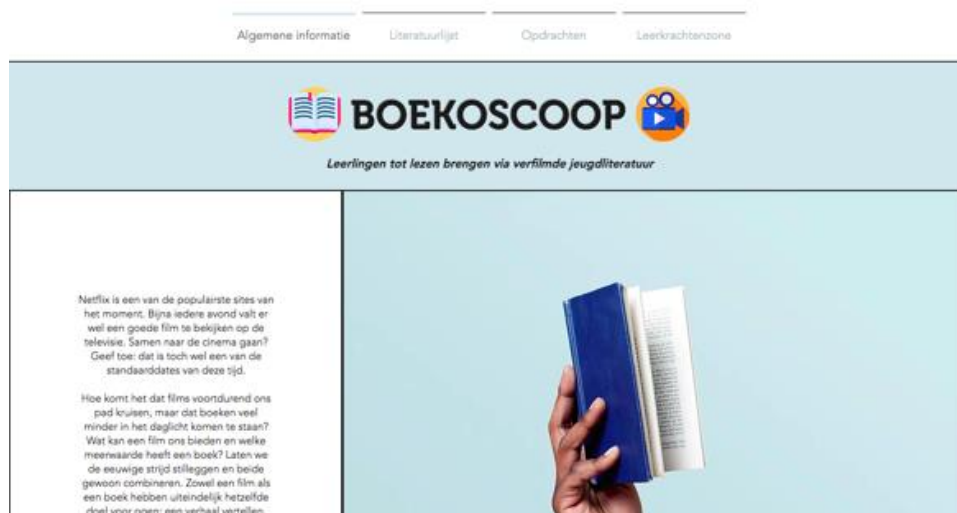 Algemene informatie
Literatuurlijst
Opdrachten
Leerkrachtenzone
BOEKOSCOOP
Leerlingen tot lezen brengen via verfilmde jeugdliteratuur
Netflix is een van de populairste sites van
het moment. Bijna iedere avond valt er
wel een goede film te bekijken op de
televisie. Samen naar de cinema gaan?
Geef toe: dat is toch wel een van de
standaarddates van deze tijd.
Hoe komt het dat films voortdurend ons
pad kruisen, maar dat boeken veel
minder in het daglicht komen te staan?
Wat kan een film ons bieden en welke
meerwaarde heeft een boek? Laten we
de eeuwige strijd stilleggen en beide
gewoon combineren. Zowel een film als
een boek hebben uiteindelijk hetzelfde
doel voor ogen: een verhaal vertellen